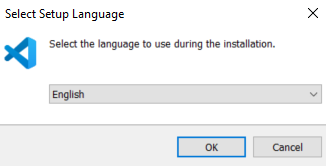 Select Setup Language
Select the language to use during the installation.
English
OK
Cancel